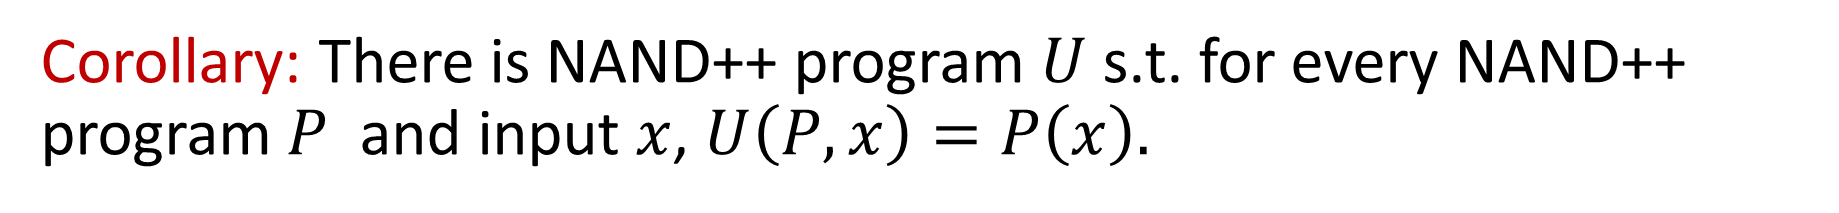 Corollary: There is NAND++ program U s.t. for every NAND++
program P and input x, U(P, x) = P(x).